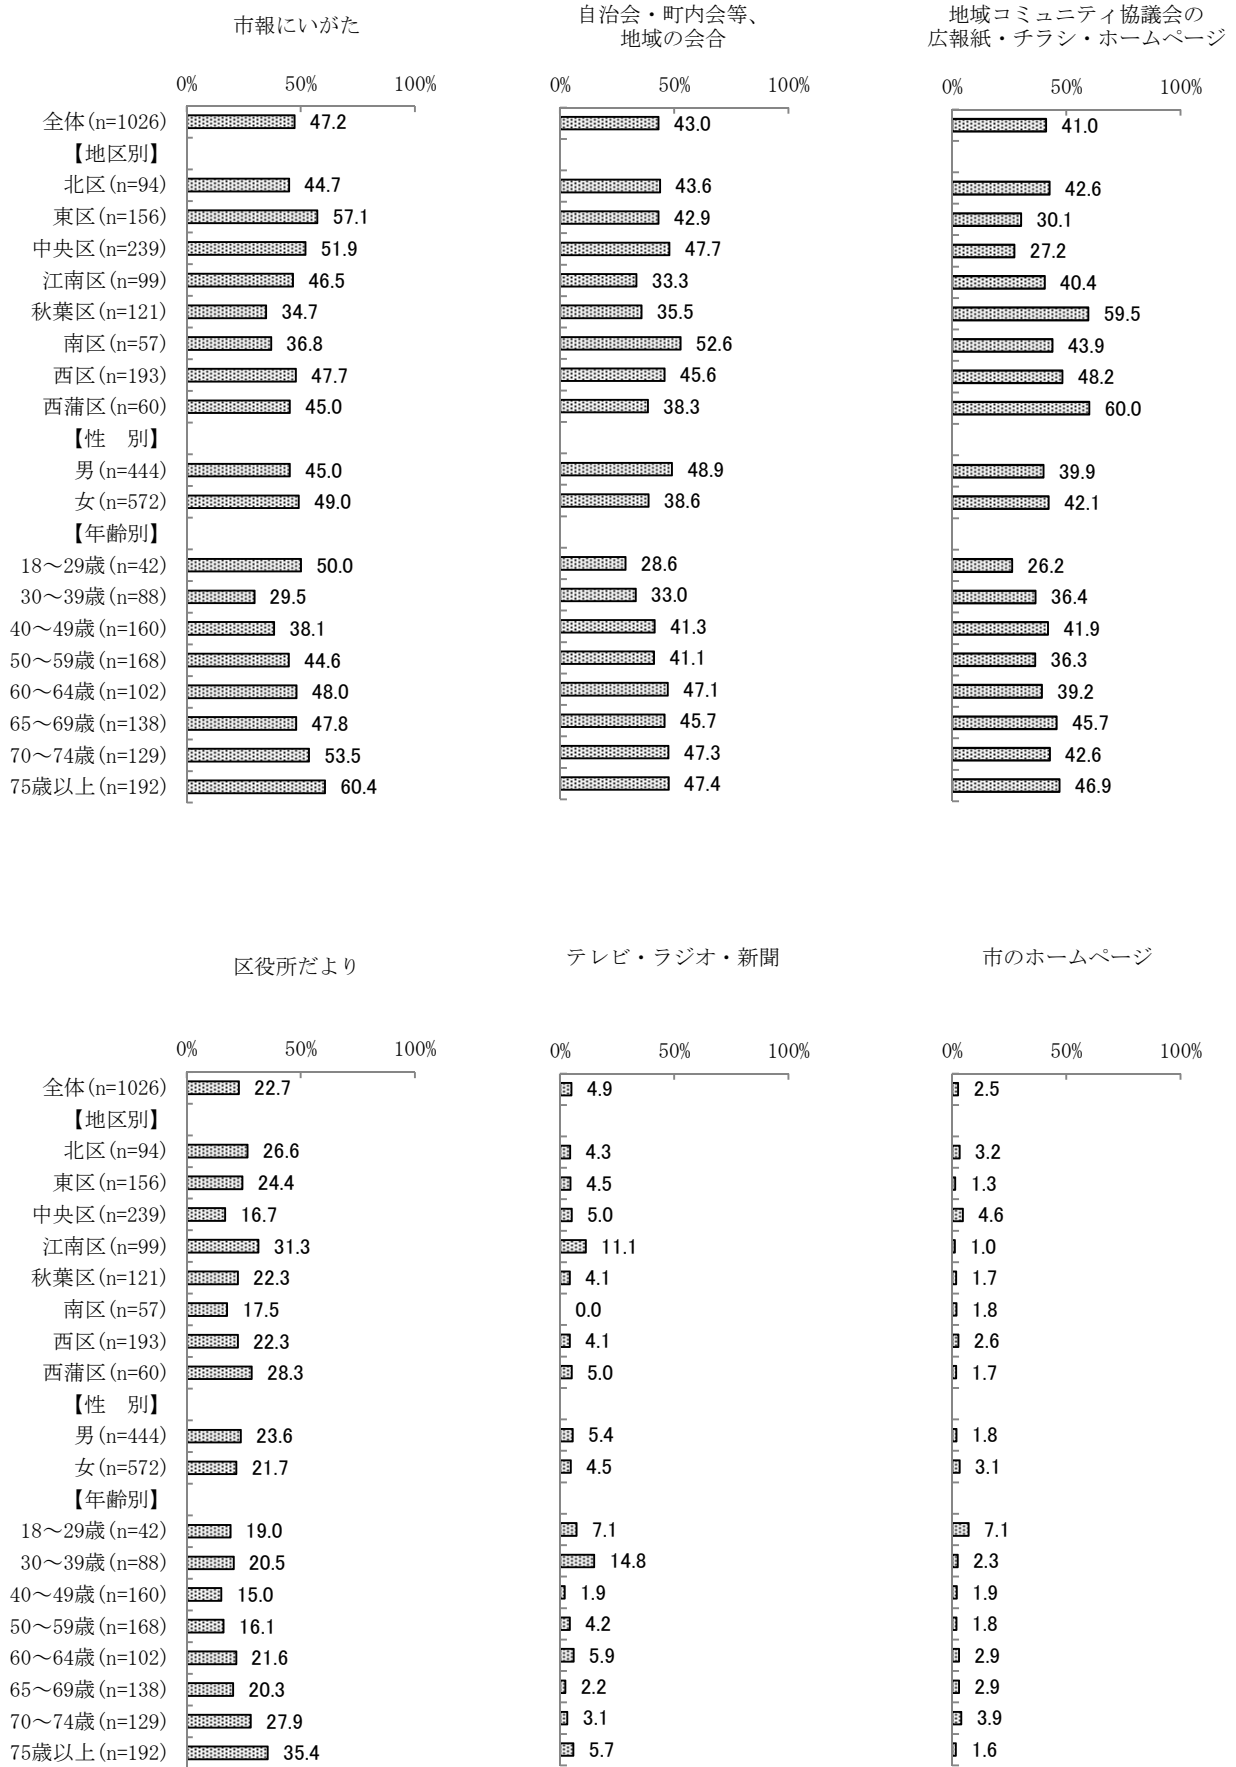 市報にいがた
自治会・町内会等、
地域の会合
地域コミュニティ協議会の
広報紙・チラシ・ホームページ
0% 50% 100% 0% 50% 100% 0% 50% 100%
全体(n=1026) 47.2 43.0 41.0
【地区別】
北区(n=94) 44.7 43.6 42.6
東区(n=156) 57.1 42.9 30.1
中央区(n=239) 51.9 47.7 27.2
江南区(n=99) 46.5 33.3 40.4
秋葉区(n=121) 34.7 35.5 59.5
南区(n=57) 36.8 52.6 43.9
西区(n=193) 47.7 45.6 48.2
西蒲区(n=60) 45.0 38.3 60.0
【性　別】
男(n=444) 45.0 48.9 39.9
女(n=572) 49.0 38.6 42.1
【年齢別】
18～29歳(n=42) 50.0 28.6 26.2
30～39歳(n=88) 29.5 33.0 36.4
40～49歳(n=160) 38.1 41.3 41.9
50～59歳(n=168) 44.6 41.1 36.3
60～64歳(n=102) 48.0 47.1 39.2
65～69歳(n=138) 47.8 45.7 45.7
70～74歳(n=129) 53.5 47.3 42.6
75歳以上(n=192) 60.4 47.4 46.9
区役所だより テレビ・ラジオ・新聞 市のホームページ
0% 50% 100% 0% 50% 100% 0% 50% 100%
全体(n=1026) 22.7 4.9 2.5
【地区別】
北区(n=94) 26.6 4.3 3.2
東区(n=156) 24.4 4.5 1.3
中央区(n=239) 16.7 5.0 4.6
江南区(n=99) 31.3 11.1 1.0
秋葉区(n=121) 22.3 4.1 1.7
南区(n=57) 17.5 0.0 1.8
西区(n=193) 22.3 4.1 2.6
西蒲区(n=60) 28.3 5.0 1.7
【性　別】
男(n=444) 23.6 5.4 1.8
女(n=572) 21.7 4.5 3.1
【年齢別】
18～29歳(n=42) 19.0 7.1 7.1
30～39歳(n=88) 20.5 14.8 2.3
40～49歳(n=160) 15.0 1.9 1.9
50～59歳(n=168) 16.1 4.2 1.8
60～64歳(n=102) 21.6 5.9 2.9
65～69歳(n=138) 20.3 2.2 2.9
70～74歳(n=129) 27.9 3.1 3.9
75歳以上(n=192) 35.4 5.7 1.6